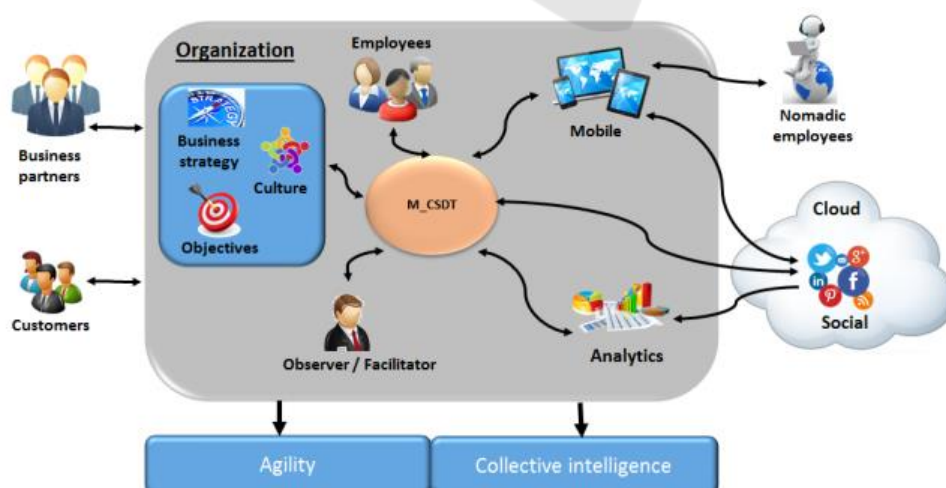 Organization
Employees
Business
partners
STRATEGY
Business
strategy
Culture
Objectives
Customers
M_CSDT
Mobile
Nomadic
employees
Cloud
Social
Analytics
Observer / Facilitator
Agility
Collective intelligence